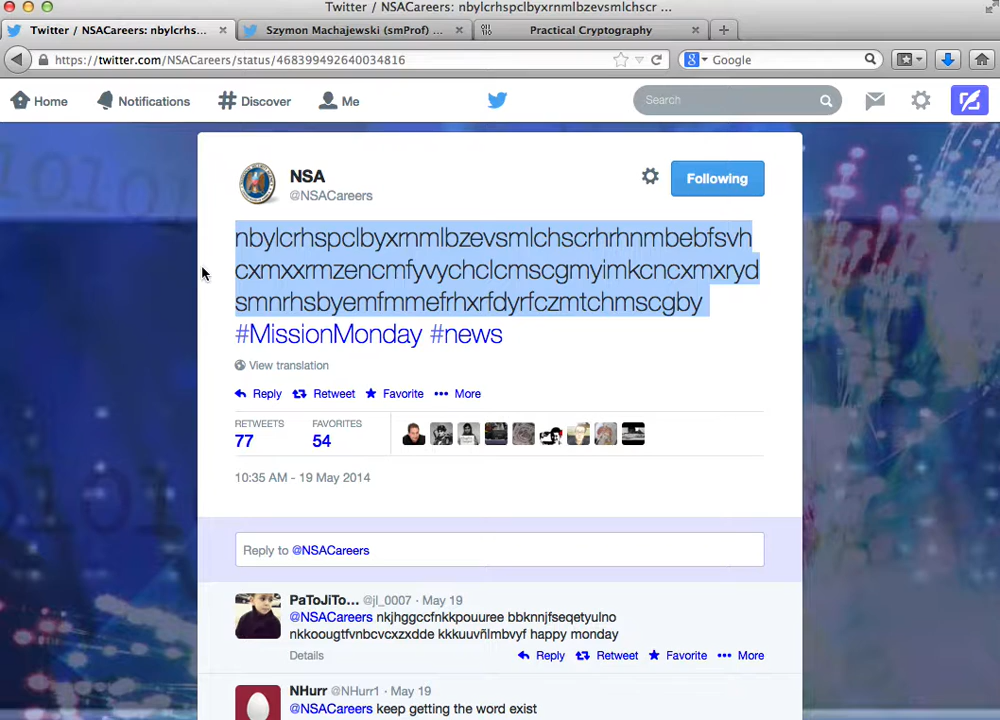 Twitter / NSACareers: nbylcrhspclbyxrnmlbzevsmlchscr ...
Twitter / NSACareers: nbylcrhs...
Szymon Machajewski (smProf) ...
Practical Cryptography
https://twitter.com/NSACareers/status/468399492640034816
Google
Home Notifications Discover Me
Search
NSA
@NSACareers
Following
nbylcrhspclbyxrnmlbzevsmlchscrhrhnmbebfsvh
cxmxxrmzencmfyvychclcmscgmyimkcncxmxryd
smnrhsbyemfmmefrhxrfdyrfczmtchmscgby
#MissionMonday #news
View translation
Reply Retweet Favorite More
RETWEETS FAVORITES
77 54
10:35 AM - 19 May 2014
Reply to @NSACareers
PaToJiTo... @jl_0007 · May 19
@NSACareers nkjhggccfnkkpouuree bbknnjfseqetyulno
nkkoougtfvnbcvcxzxdde kkkuuvñlmbvyf happy monday
Details Reply Retweet Favorite More
NHurr @NHurr1 · May 19
@NSACareers keep getting the word exist